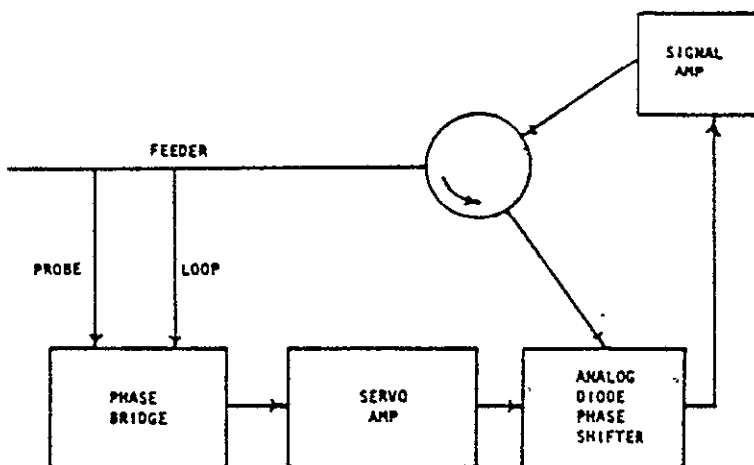 SIGNAL
AMP
FEEDER
PROBE
LOOP
PHASE
BRIDGE
SERVO
AMP
ANALOG
DIODE
PHASE
SHIFTER